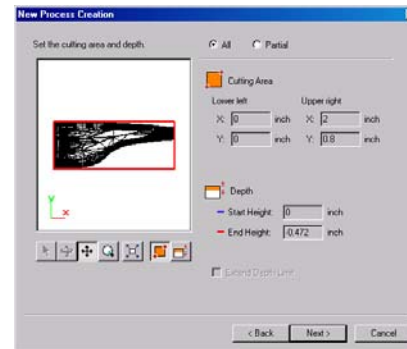 New Process Creation
Set the cutting area and depth.
All Partial
Cutting Area
Lower left Upper right
X: 0 inch X: 2 inch
Y: 0 inch Y: 0.8 inch
Depth
Start Height: 0 inch
End Height: -0.472 inch
Extend Depth Limit
Y
X
< Back Next > Cancel